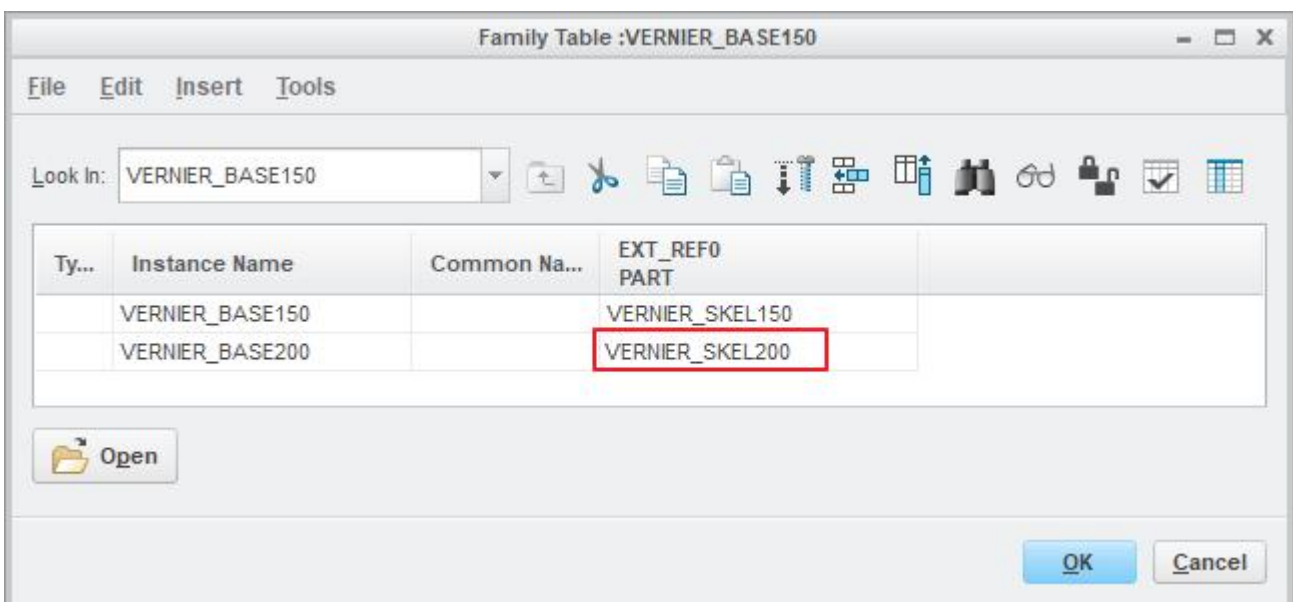 Family Table :VERNIER_BASE150
File Edit Insert Tools
Look In: VERNIER_BASE150
Ty... Instance Name Common Na... EXT_REF0
PART
VERNIER_BASE150 VERNIER_SKEL150
VERNIER_BASE200 VERNIER_SKEL200
Open
OK Cancel